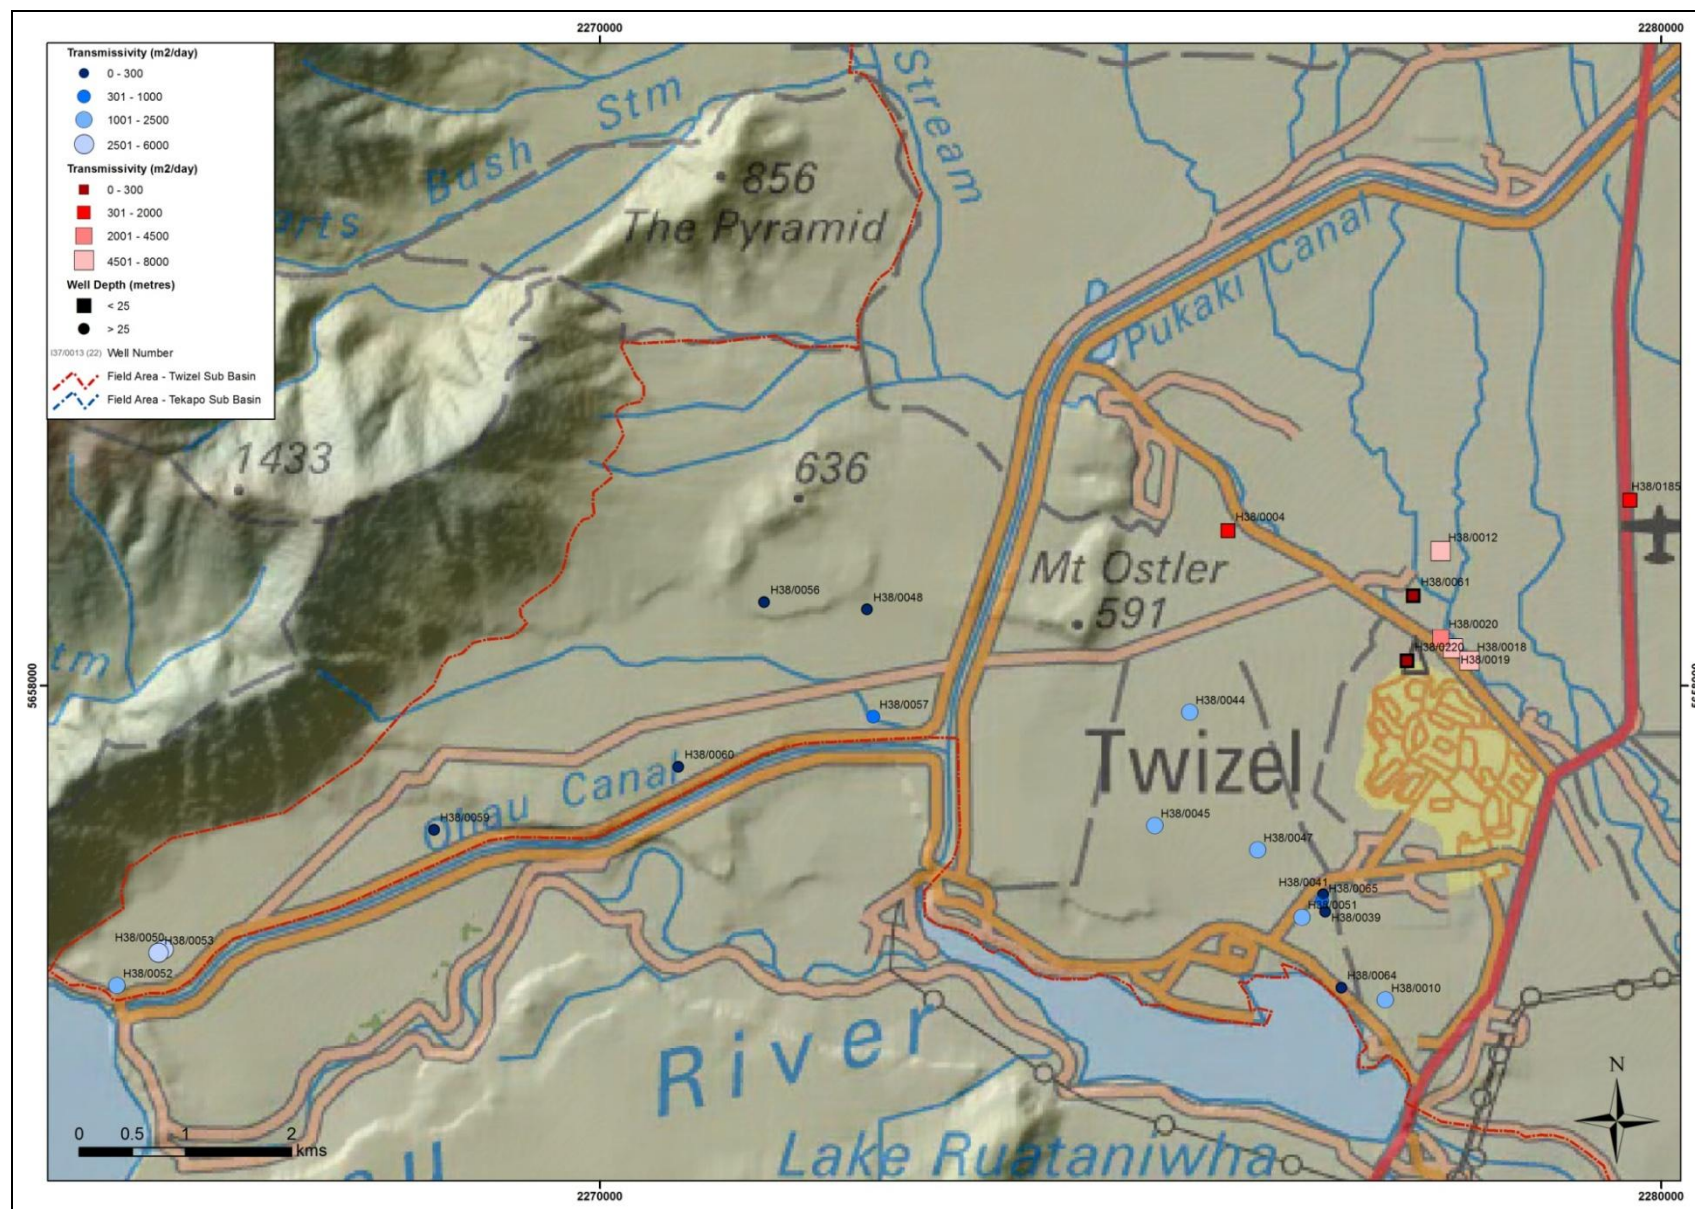 2270000
2280000
Transmissivity (m2/day)
0 - 300
301 - 1000
1001 - 2500
2501 - 6000
Transmissivity (m2/day)
0 - 300
301 - 2000
2001 - 4500
4501 - 8000
Well Depth (metres)
< 25
> 25
I37/0013 (22) Well Number
Field Area - Twizel Sub Basin
Field Area - Tekapo Sub Basin
Stream
Bush Stm
856
The Pyramid
Pukaki Canal
1433
636
H38/0185
H38/0004
H38/0012
Mt Ostler
591
H38/0061
H38/0056
H38/0048
H38/0020
H38/0220
H38/0018
H38/0019
5658000
H38/0057
H38/0044
Twizel
H38/0060
Ohau Canal
H38/0059
H38/0045
H38/0047
H38/0041
H38/0065
H38/0051
H38/0039
H38/0050
H38/0053
H38/0052
H38/0064
H38/0010
River
N
0 0.5 1 2
kms
Lake Ruataniwha
2270000
2280000